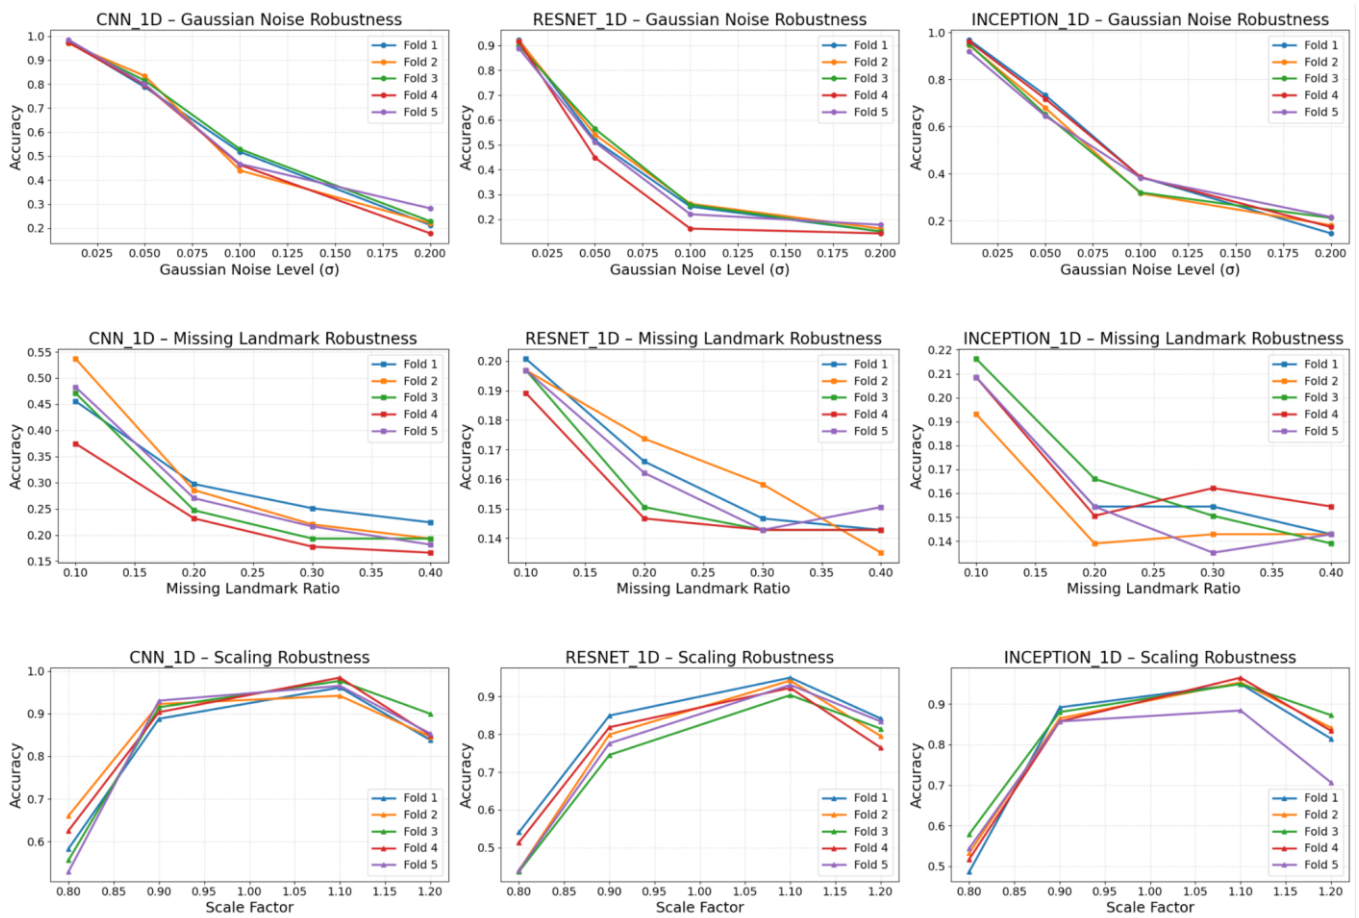 CNN_1D – Gaussian Noise Robustness
Accuracy
1.0
0.9
0.8
0.7
0.6
0.5
0.4
0.3
0.2
Fold 1
Fold 2
Fold 3
Fold 4
Fold 5
0.025 0.050 0.075 0.100 0.125 0.150 0.175 0.200
Gaussian Noise Level (σ)
RESNET_1D – Gaussian Noise Robustness
Accuracy
0.9
0.8
0.7
0.6
0.5
0.4
0.3
0.2
Fold 1
Fold 2
Fold 3
Fold 4
Fold 5
0.025 0.050 0.075 0.100 0.125 0.150 0.175 0.200
Gaussian Noise Level (σ)
INCEPTION_1D – Gaussian Noise Robustness
Accuracy
1.0
0.8
0.6
0.4
0.2
Fold 1
Fold 2
Fold 3
Fold 4
Fold 5
0.025 0.050 0.075 0.100 0.125 0.150 0.175 0.200
Gaussian Noise Level (σ)
CNN_1D – Missing Landmark Robustness
Accuracy
0.55
0.50
0.45
0.40
0.35
0.30
0.25
0.20
0.15
Fold 1
Fold 2
Fold 3
Fold 4
Fold 5
0.10 0.15 0.20 0.25 0.30 0.35 0.40
Missing Landmark Ratio
RESNET_1D – Missing Landmark Robustness
Accuracy
0.20
0.19
0.18
0.17
0.16
0.15
0.14
Fold 1
Fold 2
Fold 3
Fold 4
Fold 5
0.10 0.15 0.20 0.25 0.30 0.35 0.40
Missing Landmark Ratio
INCEPTION_1D – Missing Landmark Robustness
Accuracy
0.22
0.21
0.20
0.19
0.18
0.17
0.16
0.15
0.14
Fold 1
Fold 2
Fold 3
Fold 4
Fold 5
0.10 0.15 0.20 0.25 0.30 0.35 0.40
Missing Landmark Ratio
CNN_1D – Scaling Robustness
Accuracy
1.0
0.9
0.8
0.7
0.6
Fold 1
Fold 2
Fold 3
Fold 4
Fold 5
0.80 0.85 0.90 0.95 1.00 1.05 1.10 1.15 1.20
Scale Factor
RESNET_1D – Scaling Robustness
Accuracy
0.9
0.8
0.7
0.6
0.5
Fold 1
Fold 2
Fold 3
Fold 4
Fold 5
0.80 0.85 0.90 0.95 1.00 1.05 1.10 1.15 1.20
Scale Factor
INCEPTION_1D – Scaling Robustness
Accuracy
0.9
0.8
0.7
0.6
0.5
Fold 1
Fold 2
Fold 3
Fold 4
Fold 5
0.80 0.85 0.90 0.95 1.00 1.05 1.10 1.15 1.20
Scale Factor